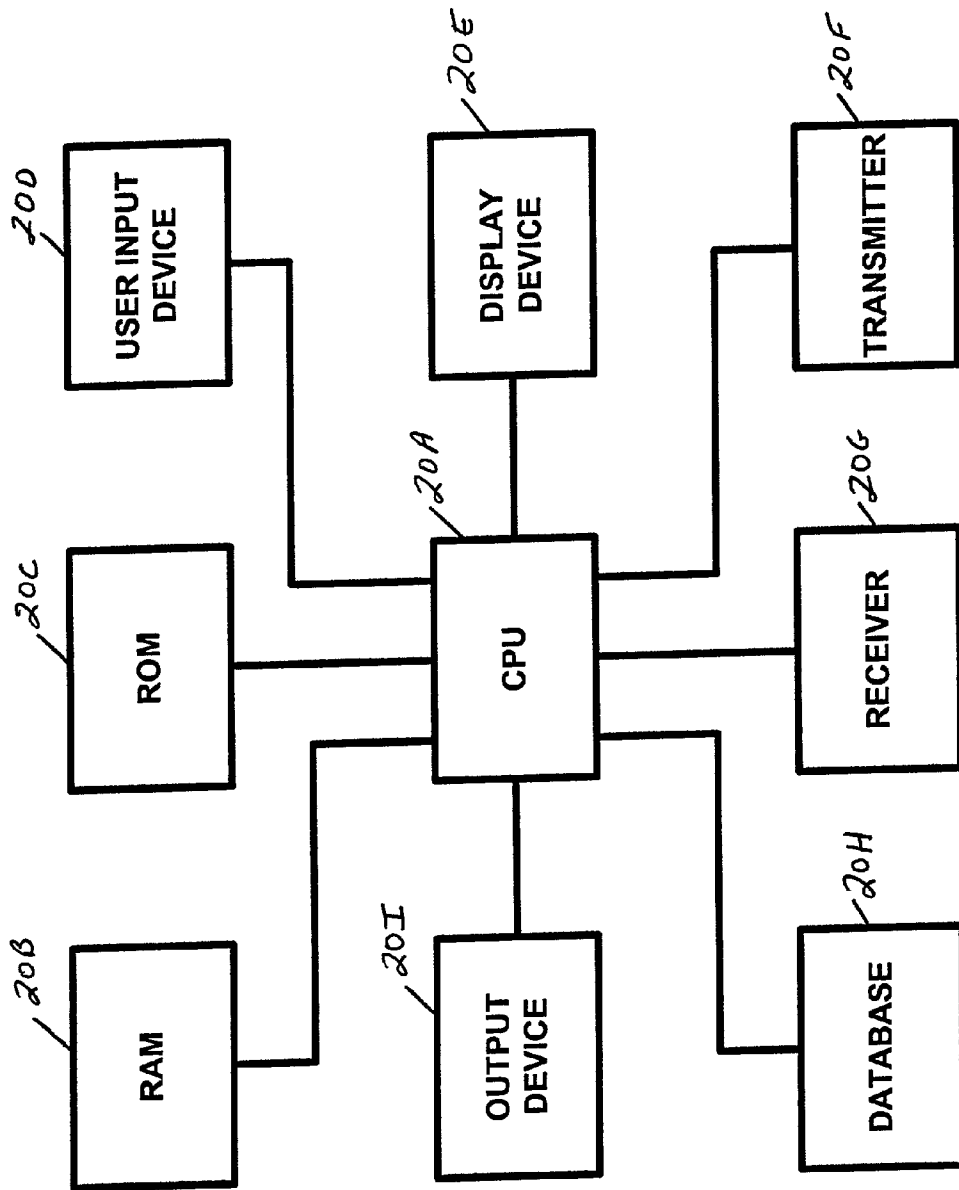 20B
RAM
20C
ROM
20D
USER INPUT
DEVICE
20I
OUTPUT
DEVICE
20A
CPU
20E
DISPLAY
DEVICE
20H
DATABASE
20G
RECEIVER
20F
TRANSMITTER